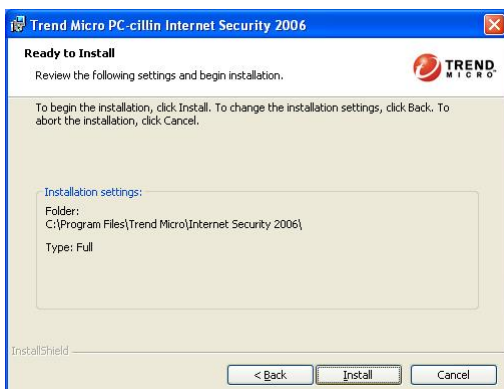 Trend Micro PC-cillin Internet Security 2006
Ready to Install
Review the following settings and begin installation.
TREND
MICRO
To begin the installation, click Install. To change the installation settings, click Back. To
abort the installation, click Cancel.
Installation settings:
Folder:
C:\Program Files\Trend Micro\Internet Security 2006\
Type: Full
InstallShield
< Back
Install
Cancel